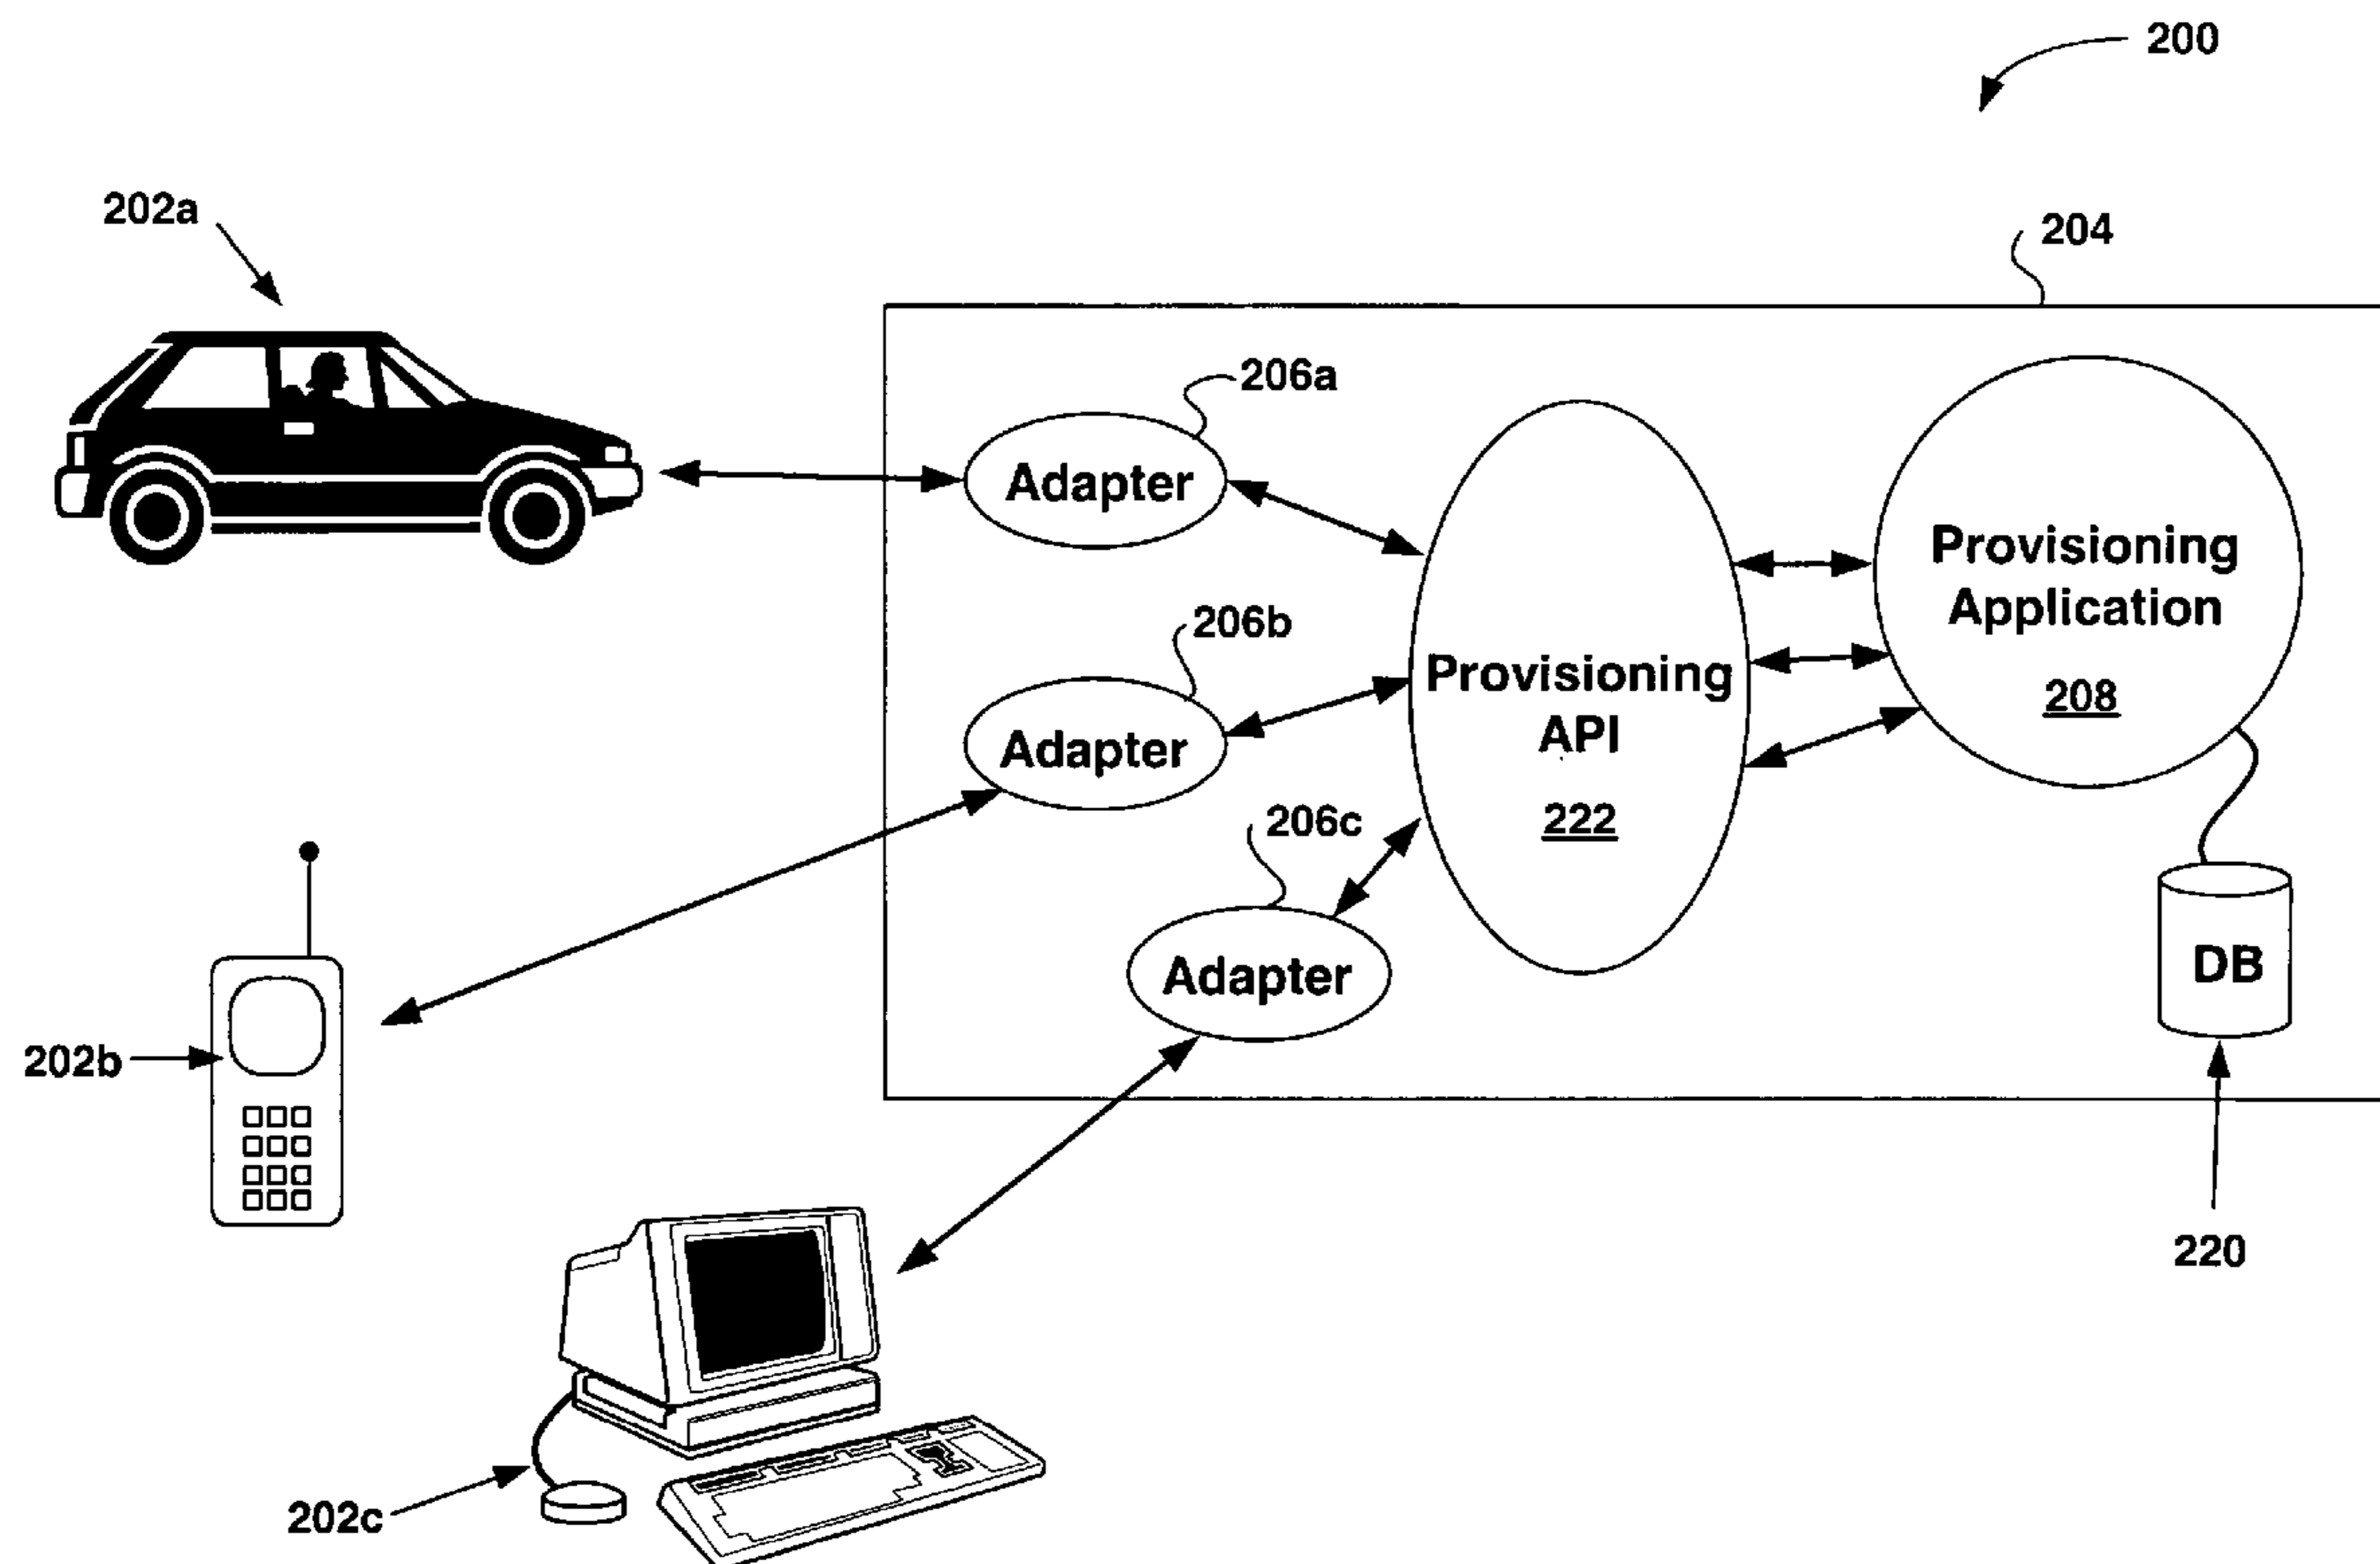 200
202a
204
206a
Adapter
Provisioning
Application
208
206b
Provisioning
API
222
Adapter
206c
Adapter
DB
202b
220
202c